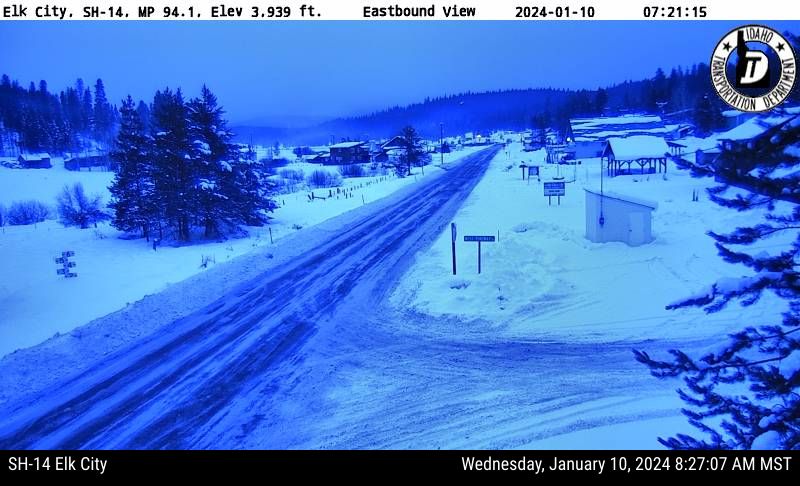 Elk City, SH-14, MP 94.1, Elev 3,939 ft. Eastbound View 2024-01-10 07:21:15
IDAHO
TRANSPORTATION DEPARTMENT
SH-14 Elk City Wednesday, January 10, 2024 8:27:07 AM MST